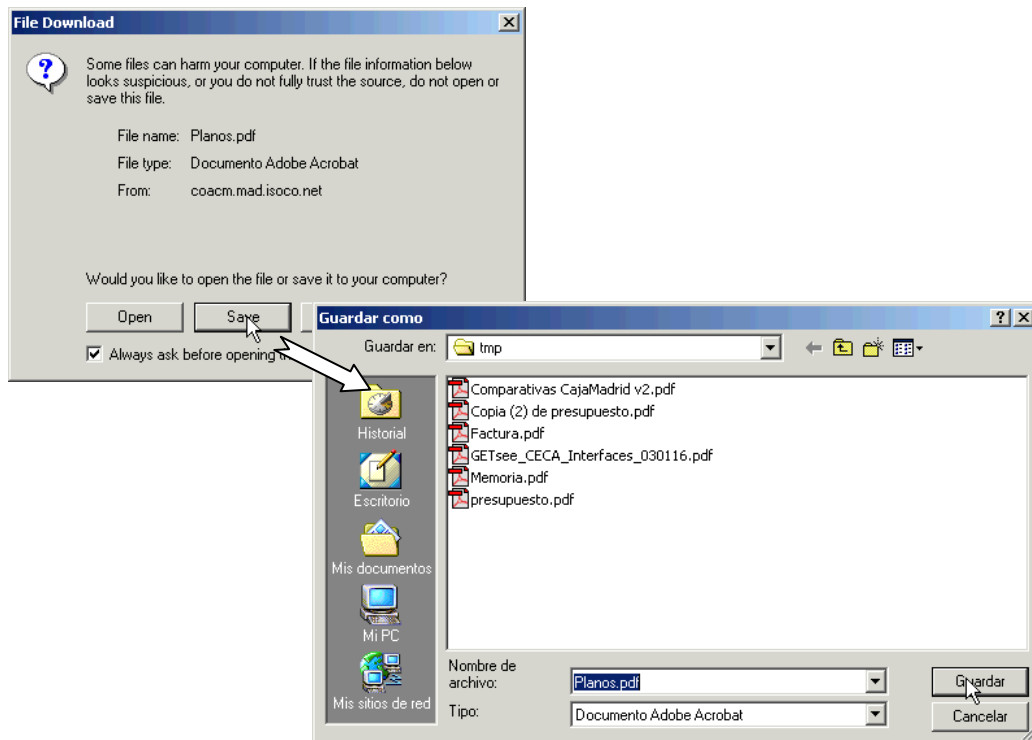 File Download
Some files can harm your computer. If the file information below
looks suspicious, or you do not fully trust the source, do not open or
save this file.
File name: Planos.pdf
File type: Documento Adobe Acrobat
From: coacm.mad.isoco.net
Would you like to open the file or save it to your computer?
Open
Save
Always ask before opening
Guardar como
Guardar en: tmp
Historial
Escritorio
Mis documentos
Mi PC
Mis sitios de red
Comparativas CajaMadrid v2.pdf
Copia (2) de presupuesto.pdf
Factura.pdf
GETsee_CECA_Interfaces_030116.pdf
Memoria.pdf
presupuesto.pdf
Nombre de
archivo:
Planos.pdf
Guardar
Tipo:
Documento Adobe Acrobat
Cancelar